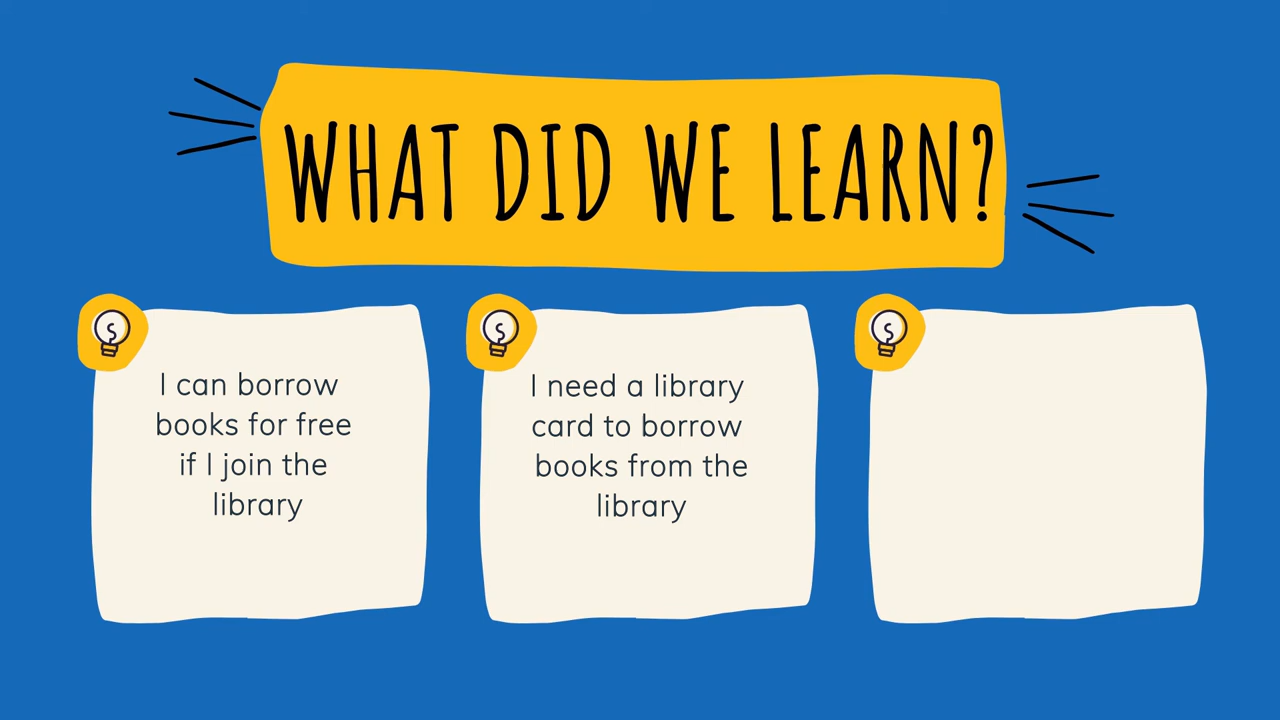 WHAT DID WE LEARN?
I can borrow
books for free
if I join the
library
I need a library
card to borrow
books from the
library